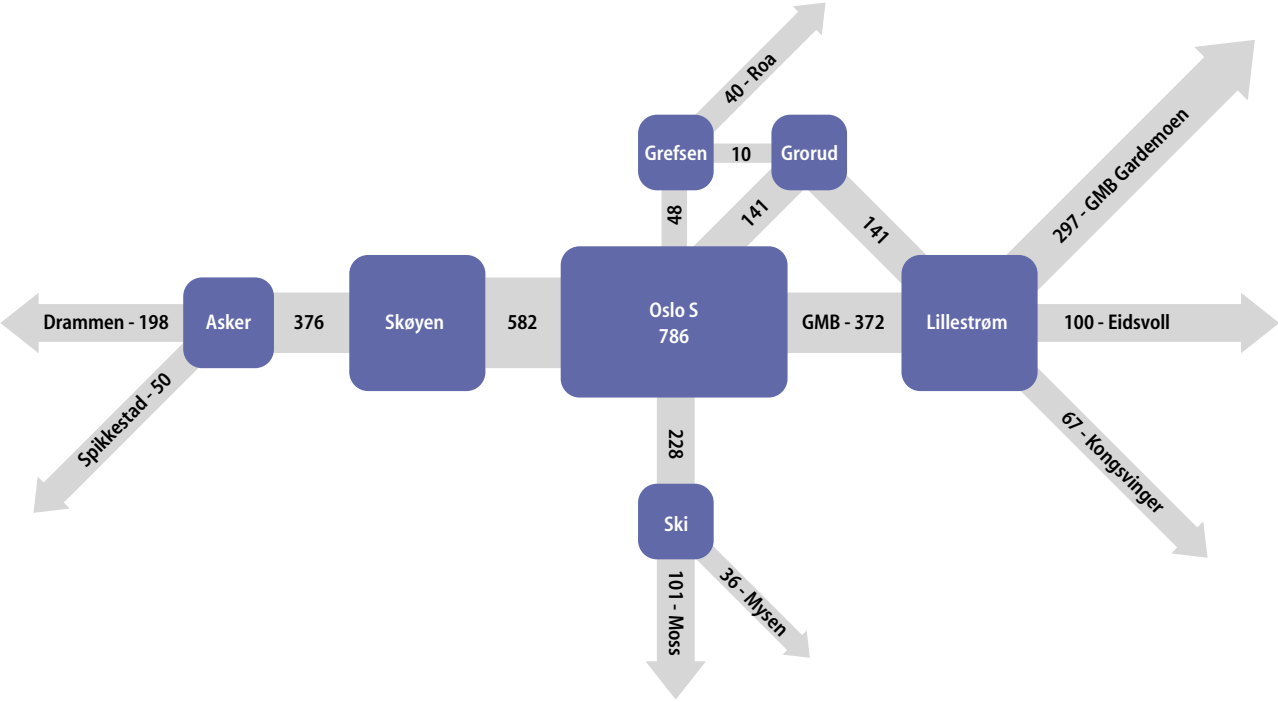 40 - Roa
Grefsen
10
Grorud
297 - GMB Gardemoen
48
141
141
Drammen - 198
Asker
376
Skøyen
582
Oslo S
786
GMB - 372
Lillestrøm
100 - Eidsvoll
Spikkestad - 50
228
67 - Kongsvinger
Ski
101 - Moss
36 - Mysen